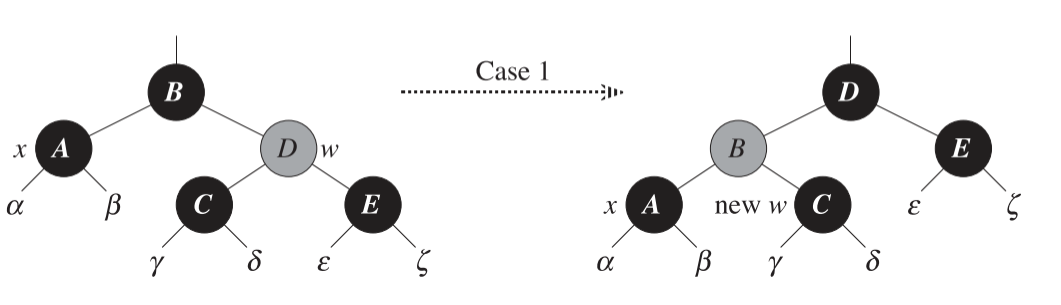 Case 1
B D
x A D w B E
C E x A new w C ε ζ
α β
γ δ ε ζ α β γ δ